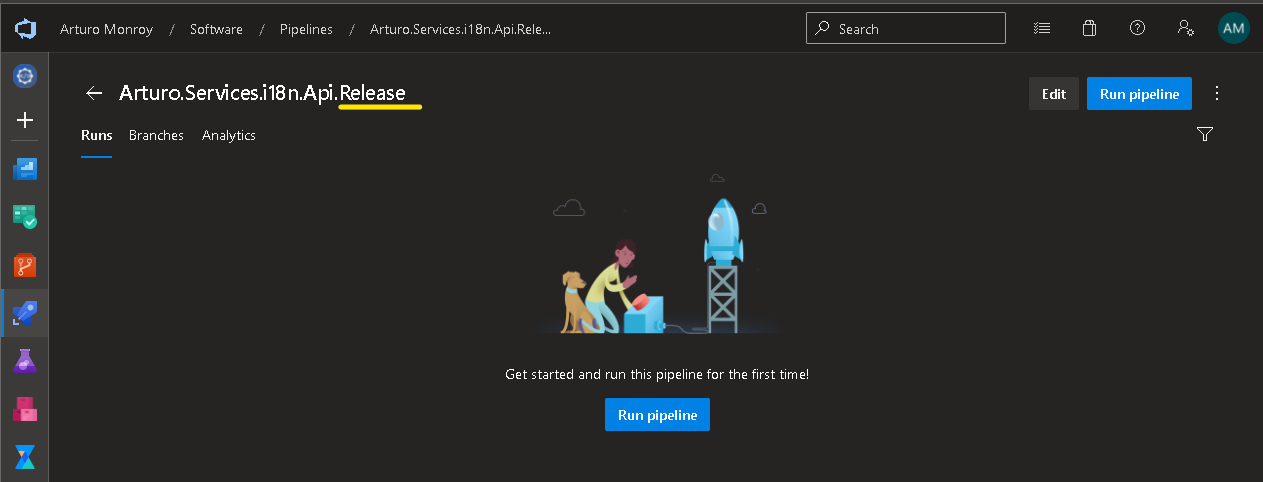 Arturo Monroy / Software / Pipelines / Arturo.Services.i18n.Api.Rele...
Search
AM
Arturo.Services.i18n.Api.Release
Edit
Run pipeline
Runs
Branches
Analytics
Get started and run this pipeline for the first time!
Run pipeline